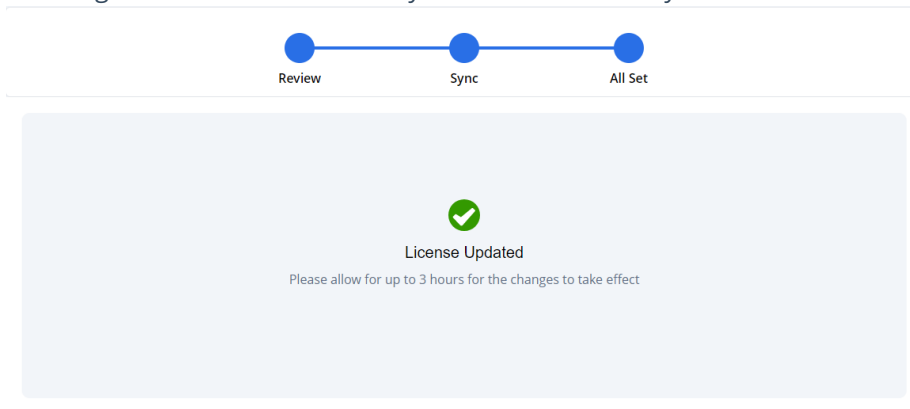 Review Sync All Set
License Updated
Please allow for up to 3 hours for the changes to take effect